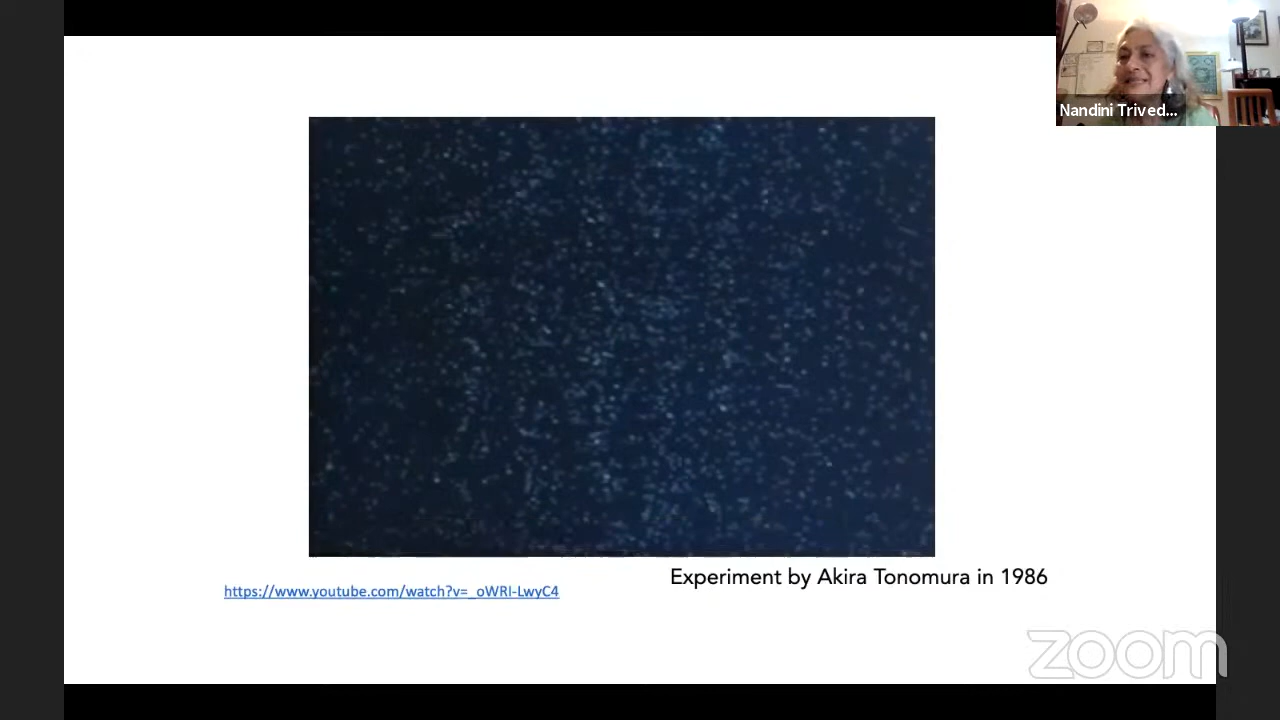 Nandini Trived...
Experiment by Akira Tonomura in 1986
https://www.youtube.com/watch?v=_oWRI-LwyC4
zoom